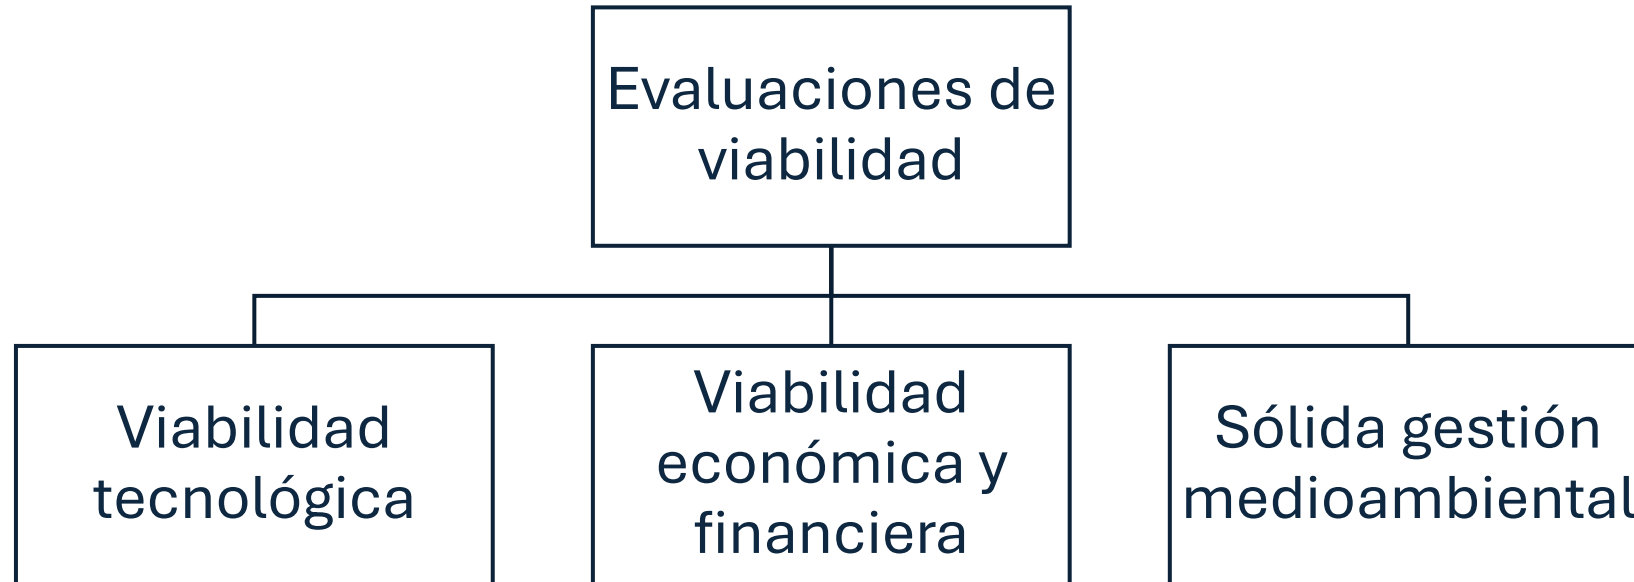 Evaluaciones de
viabilidad
Viabilidad
tecnológica
Viabilidad
económica y
financiera
Sólida gestión
medioambiental